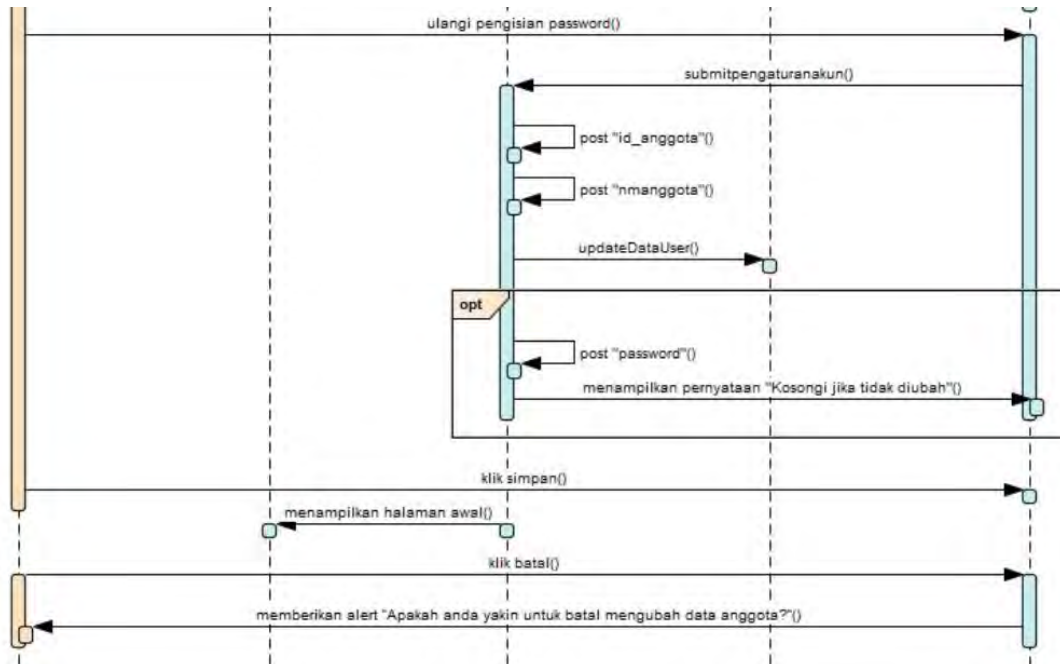 ulangi pengisian password()
submitpengaturanakun()
post "id_anggota"()
post "nmanggota"()
updateDataUser()
opt
post "password"()
menampilkan pernyataan "Kosongi jika tidak diubah"()
klik simpan()
menampilkan halaman awal()
klik batal()
memberikan alert "Apakah anda yakin untuk batal mengubah data anggota?"()